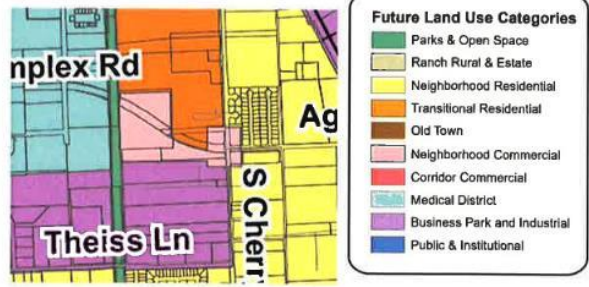 mplex Rd
Ag
S Cherr
Theiss Ln
Future Land Use Categories
Parks & Open Space
Ranch Rural & Estate
Neighborhood Residential
Transitional Residential
Old Town
Neighborhood Commercial
Corridor Commercial
Medical District
Business Park and Industrial
Public & Institutional